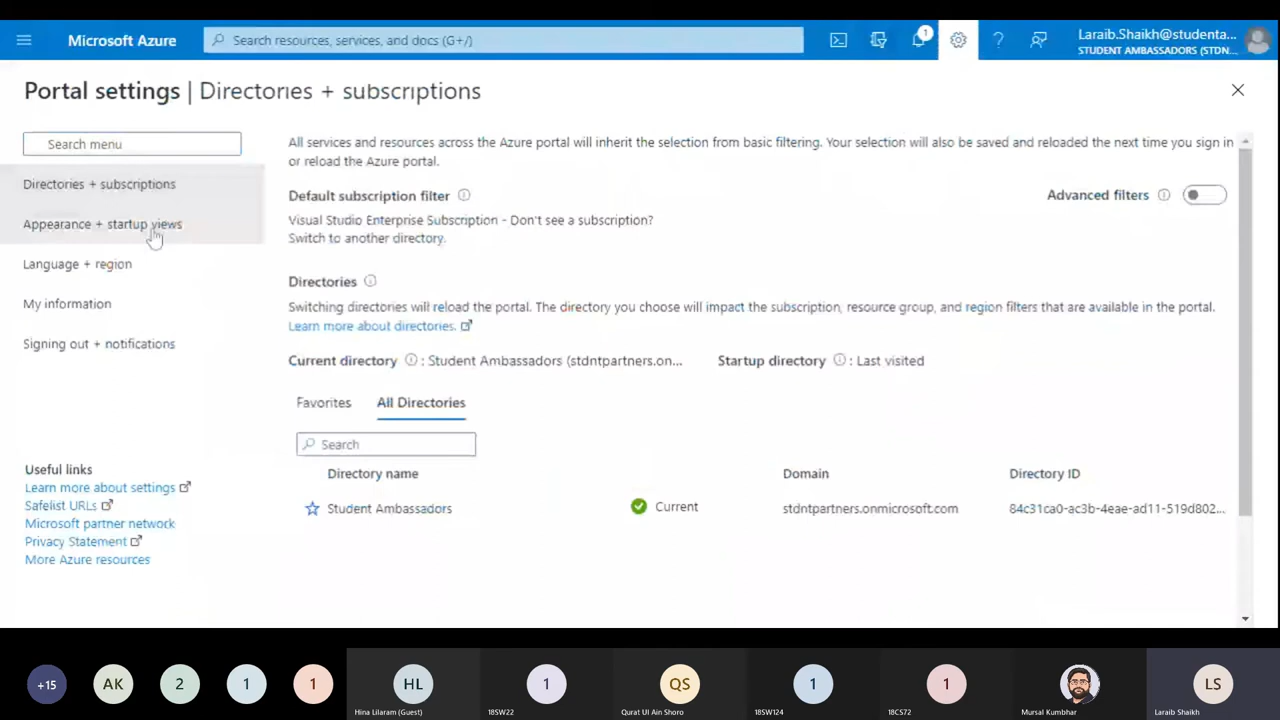 Microsoft Azure
Search resources, services, and docs (G+/)
1
Laraib.Shaikh@studenta...
STUDENT AMBASSADORS (STDN...
Portal settings | Directories + subscriptions
Search menu
Directories + subscriptions
Appearance + startup views
Language + region
My information
Signing out + notifications
Useful links
Learn more about settings
Safelist URLs
Microsoft partner network
Privacy Statement
More Azure resources
All services and resources across the Azure portal will inherit the selection from basic filtering. Your selection will also be saved and reloaded the next time you sign in
or reload the Azure portal.
Default subscription filter
Advanced filters
Visual Studio Enterprise Subscription - Don't see a subscription?
Switch to another directory.
Directories
Switching directories will reload the portal. The directory you choose will impact the subscription, resource group, and region filters that are available in the portal.
Learn more about directories.
Current directory : Student Ambassadors (stdntpartners.on...
Startup directory : Last visited
Favorites
All Directories
Search
Directory name
Domain
Directory ID
Student Ambassadors
Current
stdntpartners.onmicrosoft.com
84c31ca0-ac3b-4eae-ad11-519d802...
+15
AK
2
1
1
HL
Hina Lilaram (Guest)
1
18SW22
QS
Qurat Ul Ain Shoro
1
18SW124
1
18CS72
Mursal Kumbhar
LS
Laraib Shaikh